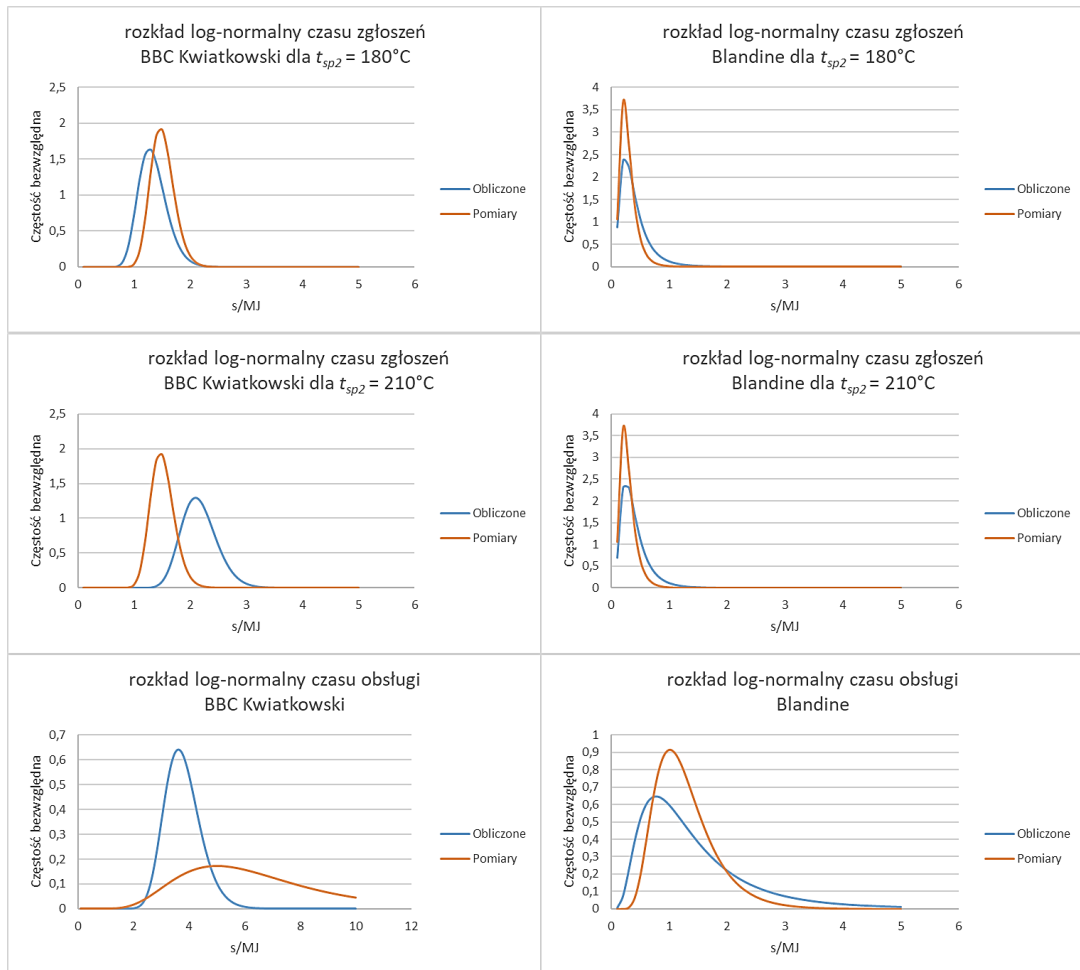 rozkład log-normalny czasu zgłoszeń
BBC Kwiatkowski dla tsp2 = 180°C
Częstość bezwzględna
2,5
2
1,5
1
0,5
0
0 1 2 3 4 5 6
s/MJ
Obliczone
Pomiary
rozkład log-normalny czasu zgłoszeń
Blandine dla tsp2 = 180°C
Częstość bezwzględna
4
3,5
3
2,5
2
1,5
1
0,5
0
0 1 2 3 4 5 6
s/MJ
Obliczone
Pomiary
rozkład log-normalny czasu zgłoszeń
BBC Kwiatkowski dla tsp2 = 210°C
Częstość bezwzględna
2,5
2
1,5
1
0,5
0
0 1 2 3 4 5 6
s/MJ
Obliczone
Pomiary
rozkład log-normalny czasu zgłoszeń
Blandine dla tsp2 = 210°C
Częstość bezwzględna
4
3,5
3
2,5
2
1,5
1
0,5
0
0 1 2 3 4 5 6
s/MJ
Obliczone
Pomiary
rozkład log-normalny czasu obsługi
BBC Kwiatkowski
Częstość bezwzględna
0,7
0,6
0,5
0,4
0,3
0,2
0,1
0
0 2 4 6 8 10 12
s/MJ
Obliczone
Pomiary
rozkład log-normalny czasu obsługi
Blandine
Częstość bezwzględna
1
0,9
0,8
0,7
0,6
0,5
0,4
0,3
0,2
0,1
0
0 1 2 3 4 5 6
s/MJ
Obliczone
Pomiary